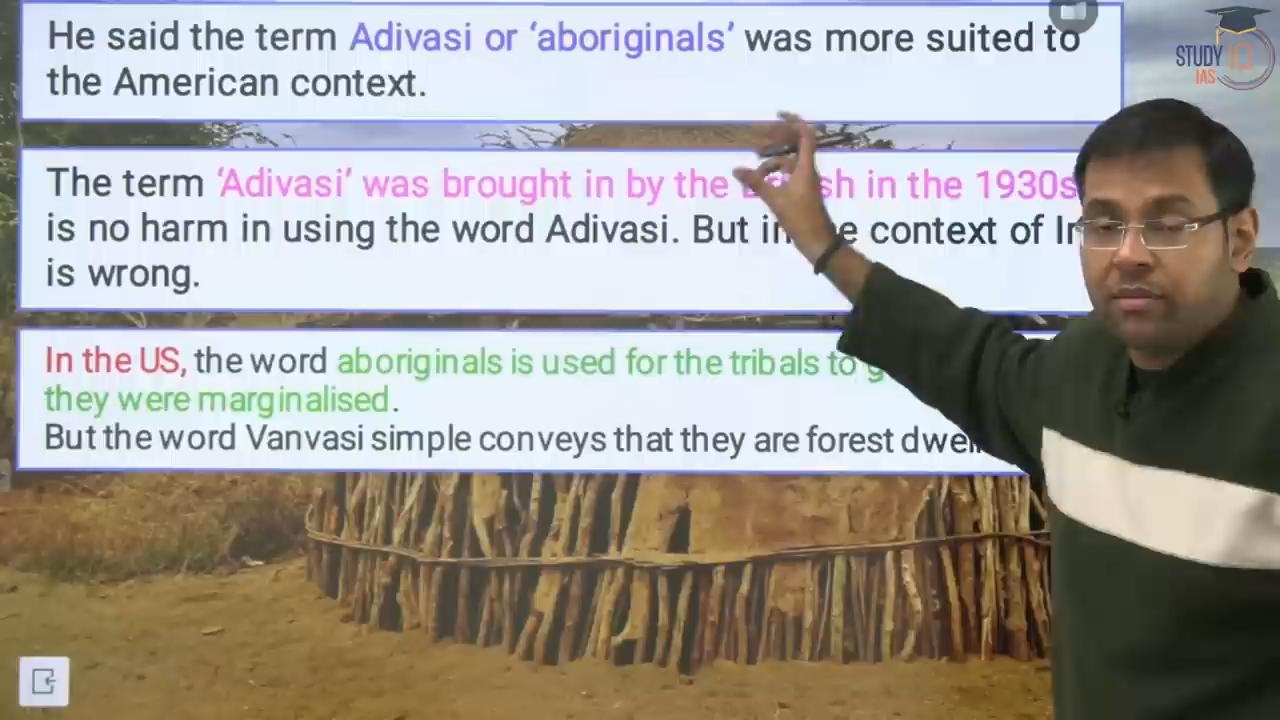 He said the term Adivasi or ‘aboriginals’ was more suited to
the American context.
The term ‘Adivasi’ was brought in by the in the 1930s
is no harm in using the word Adivasi. But in context of
is wrong.
In the US, the word aboriginals is used for the tribals to
they were marginalised.
But the word Vanvasi simple conveys that they are forest
STUDY IQ
IAS